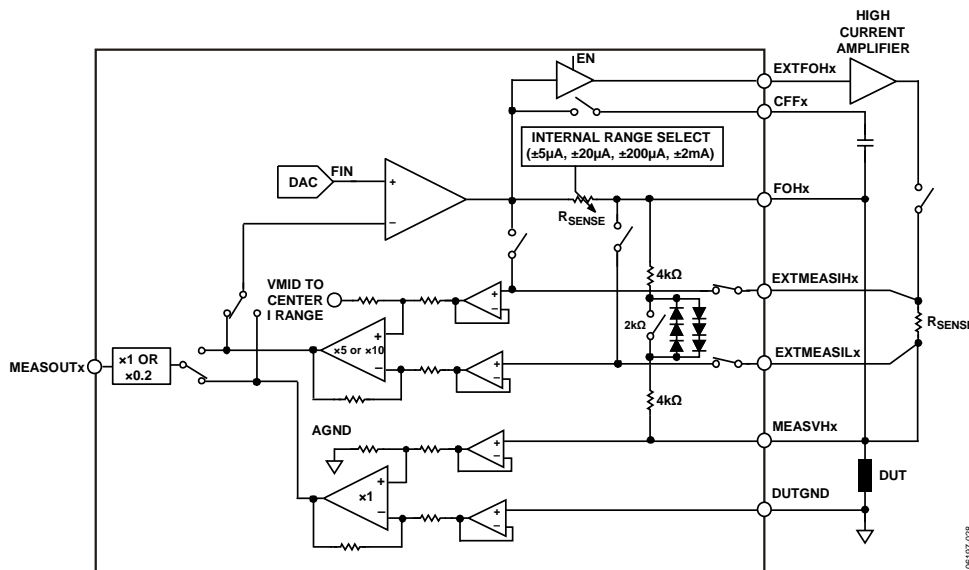 HIGH
CURRENT
AMPLIFIER
EN
EXTFOHx
CFFx
INTERNAL RANGE SELECT
(±5µA, ±20µA, ±200µA, ±2mA)
DAC
FIN
+
–
FOHx
RSENSE
4kΩ
VMID TO
CENTER
I RANGE
+
–
EXTMEASIHx
2kΩ
RSENSE
MEASOUTx
×1 OR
×0.2
+
×5 or ×10
–
+
–
EXTMEASILx
4kΩ
AGND
+
–
MEASVHx
+
×1
–
DUT
+
–
DUTGND
06197-028